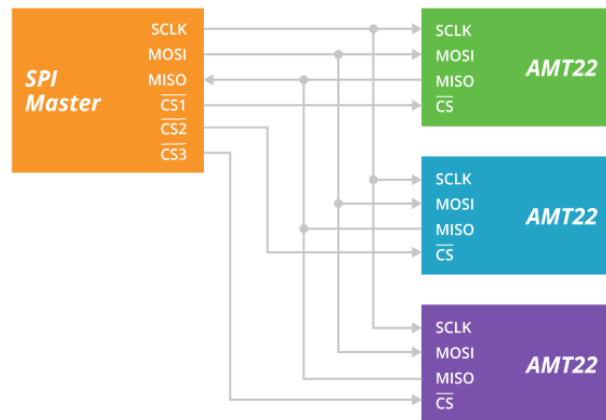 SPI
Master
SCLK
MOSI
MISO
CS1
CS2
CS3
SCLK
MOSI
MISO
CS
AMT22
SCLK
MOSI
MISO
CS
AMT22
SCLK
MOSI
MISO
CS
AMT22